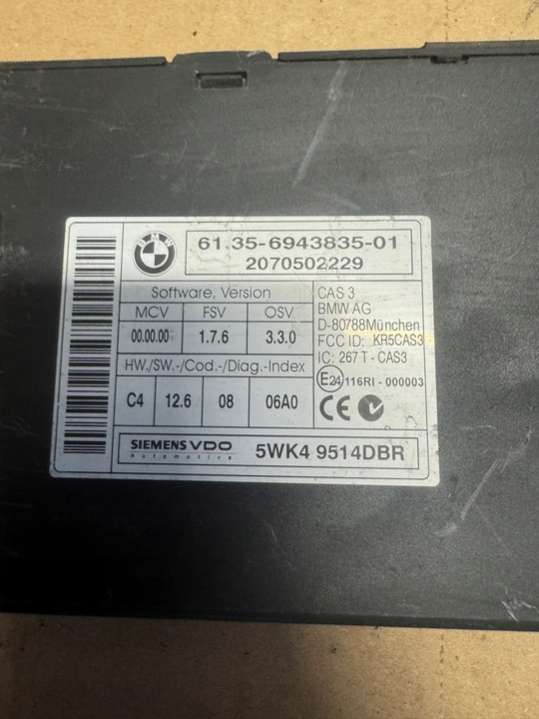 BMW
61.35-6943835-01
2070502229
Software, Version
MCV FSV OSV
00.00.00 1.7.6 3.3.0
HW./SW.-/Cod.-/Diag.-Index
C4 12.6 08 06A0
CAS 3
BMW AG
D-80788München
FCC ID: KR5CAS3
IC: 267 T - CAS3
E24 116RI - 000003
CE
SIEMENS VDO
Automotive
5WK4 9514DBR